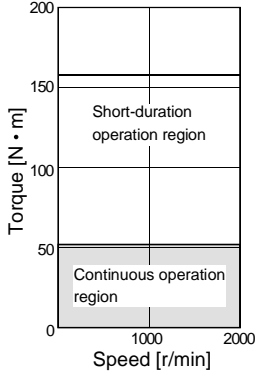 200
150
100
50
0
Torque [N • m]
Short-duration
operation region
Continuous operation
region
1000
2000
Speed [r/min]